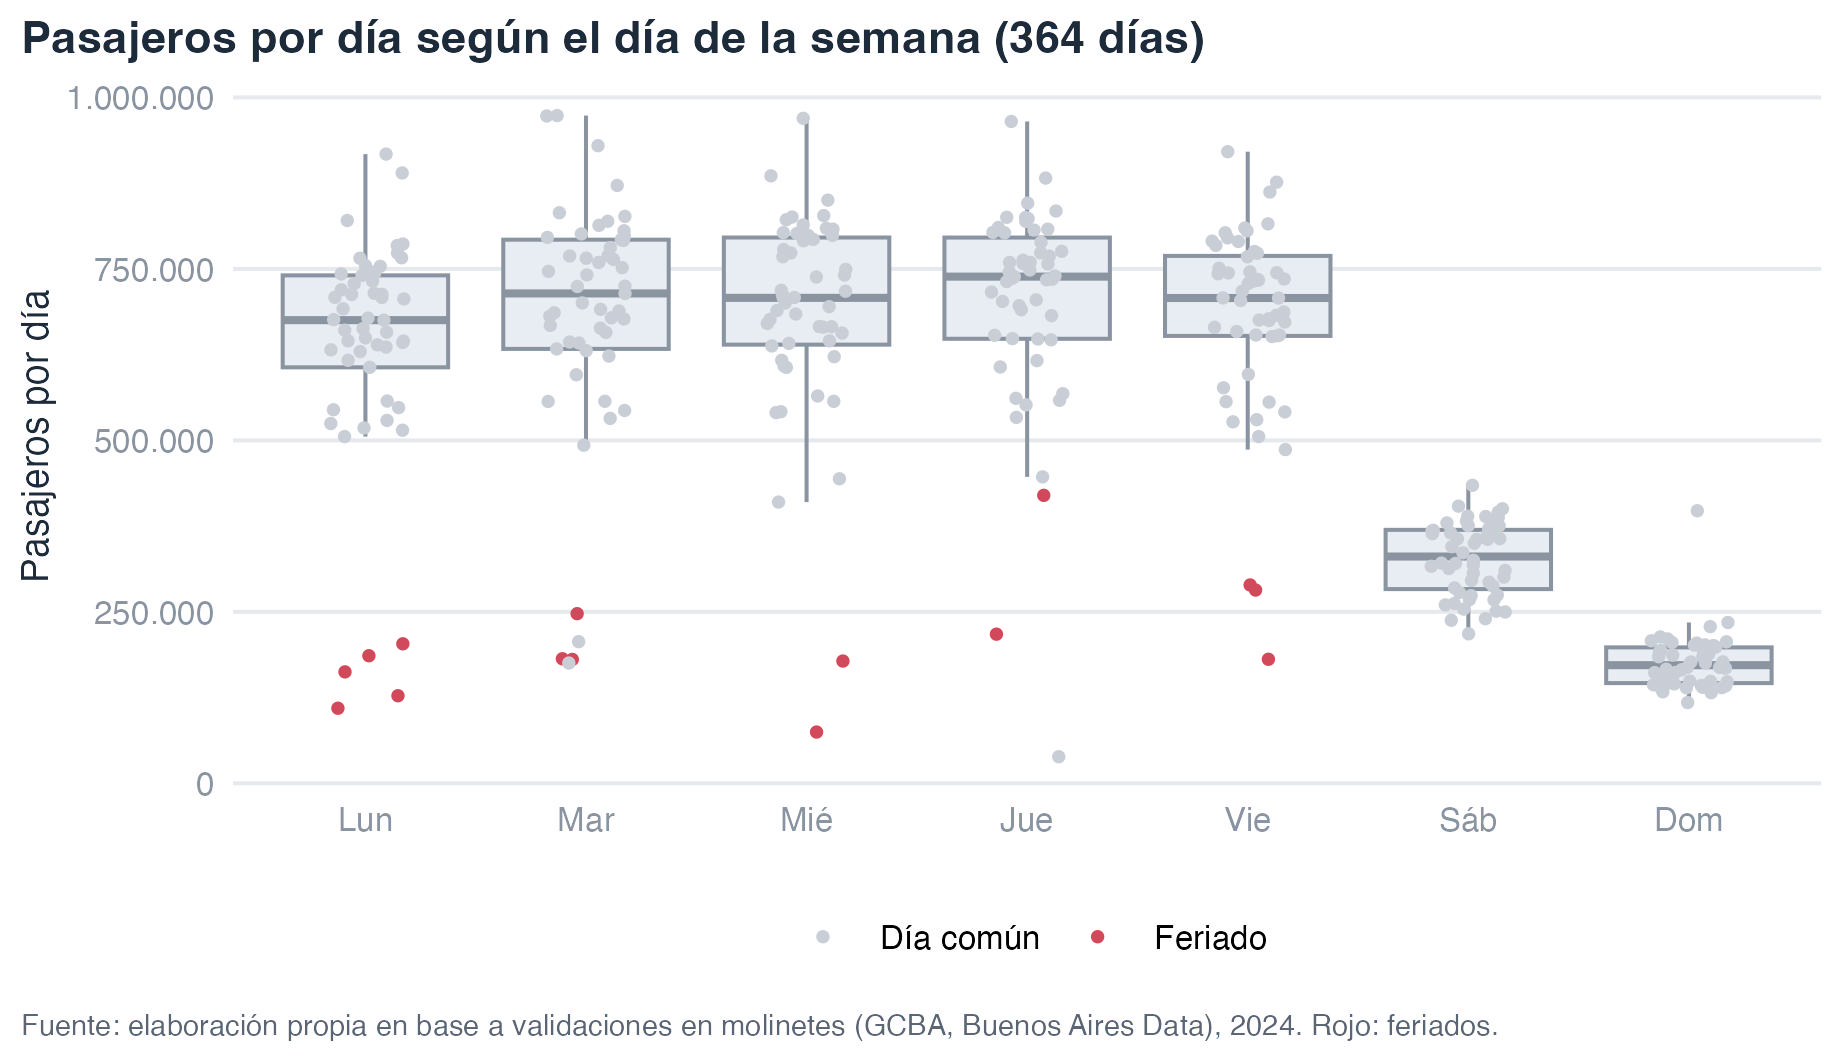 Pasajeros por día según el día de la semana (364 días)
Pasajeros por día
1.000.000
750.000
500.000
250.000
0
Lun Mar Mié Jue Vie Sáb Dom
Día común Feriado
Fuente: elaboración propia en base a validaciones en molinetes (GCBA, Buenos Aires Data), 2024. Rojo: feriados.